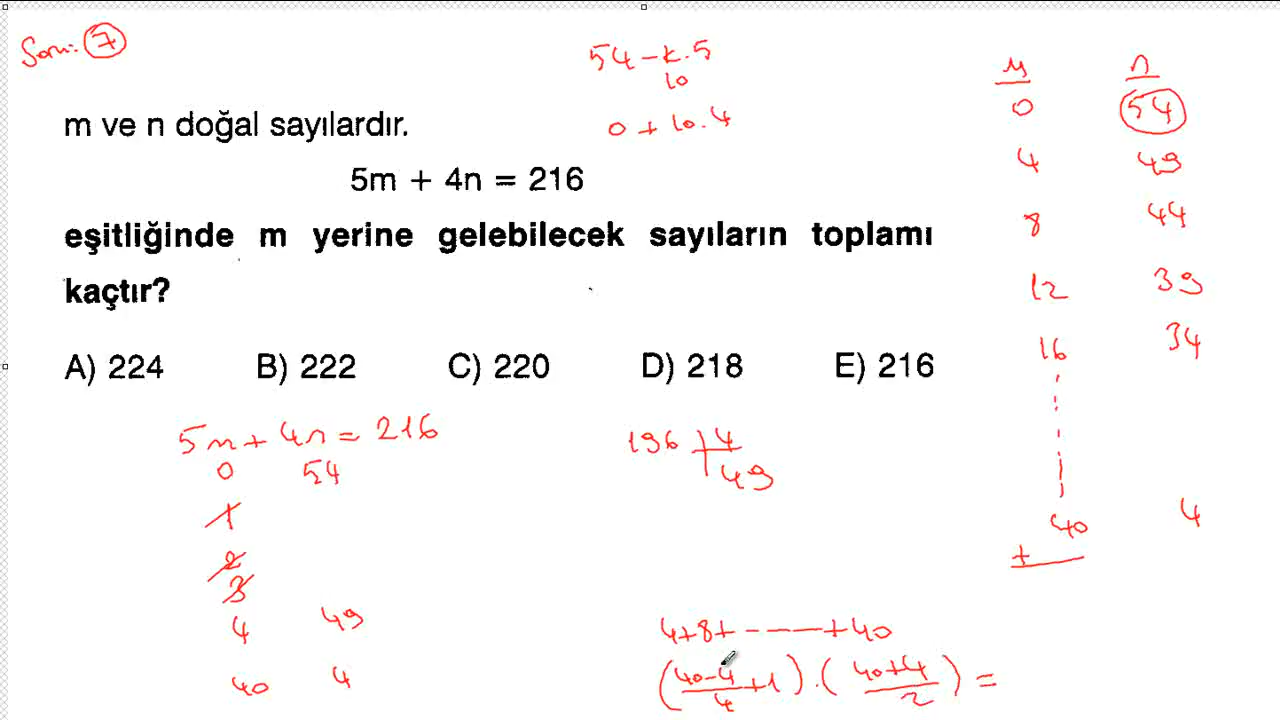 Soru: 7
54 - k.5
10
0 + 10.4
m ve n doğal sayılardır.
5m + 4n = 216
eşitliğinde m yerine gelebilecek sayıların toplamı
kaçtır?
A) 224 B) 222 C) 220 D) 218 E) 216
5m + 4n = 216
0 54
1
2
3
4 49
40 4
196 4
49
M n
0 54
4 49
8 44
12 39
16 34
40 4
+
4+8+ - - — +40
(40-4/4 + 1) . (40+4/2) =